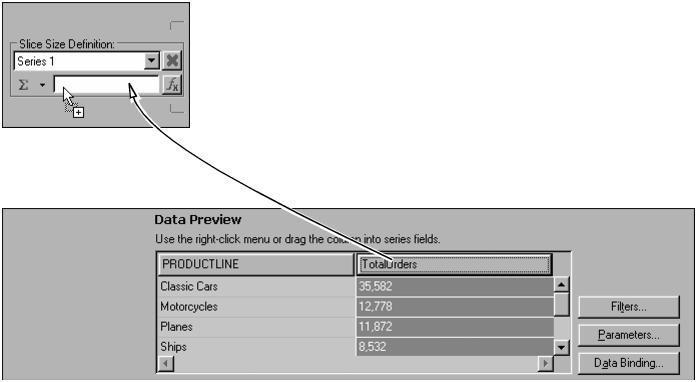 Slice Size Definition:
Series 1
Σ fx
Data Preview
Use the right-click menu or drag the column into series fields.
PRODUCTLINE TotalOrders
Classic Cars 35,582
Motorcycles 12,778
Planes 11,872
Ships 8,532
Filters...
Parameters...
Data Binding...